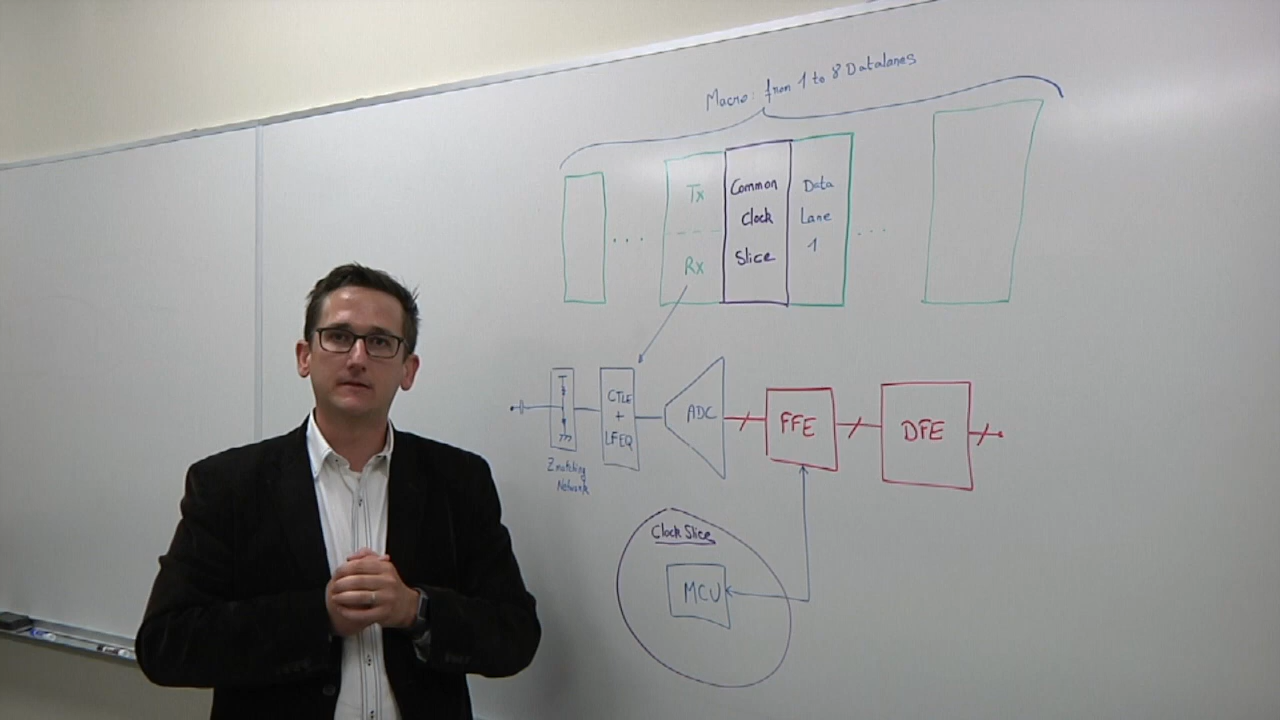 Macro: from 1 to 8 Datalanes
Tx
Rx
Common
Clock
Slice
Data
Lane
1
Z matching
Network
CTLE
+
LFEQ
ADC
FFE
DFE
Clock Slice
MCU